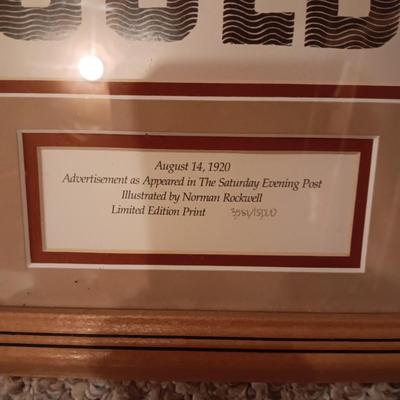 August 14, 1920
Advertisement as Appeared in The Saturday Evening Post
Illustrated by Norman Rockwell
Limited Edition Print